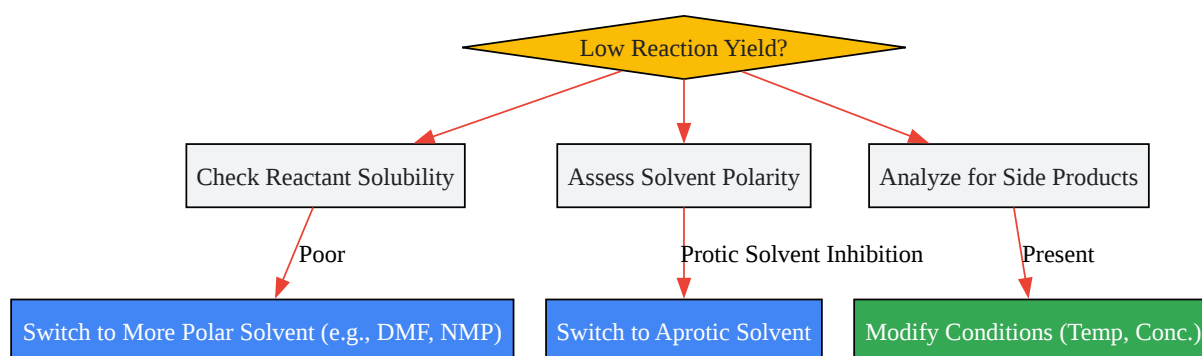 Low Reaction Yield?
Check Reactant Solubility
Assess Solvent Polarity
Analyze for Side Products
Poor
Protic Solvent Inhibition
Present
Switch to More Polar Solvent (e.g., DMF, NMP)
Switch to Aprotic Solvent
Modify Conditions (Temp, Conc.)